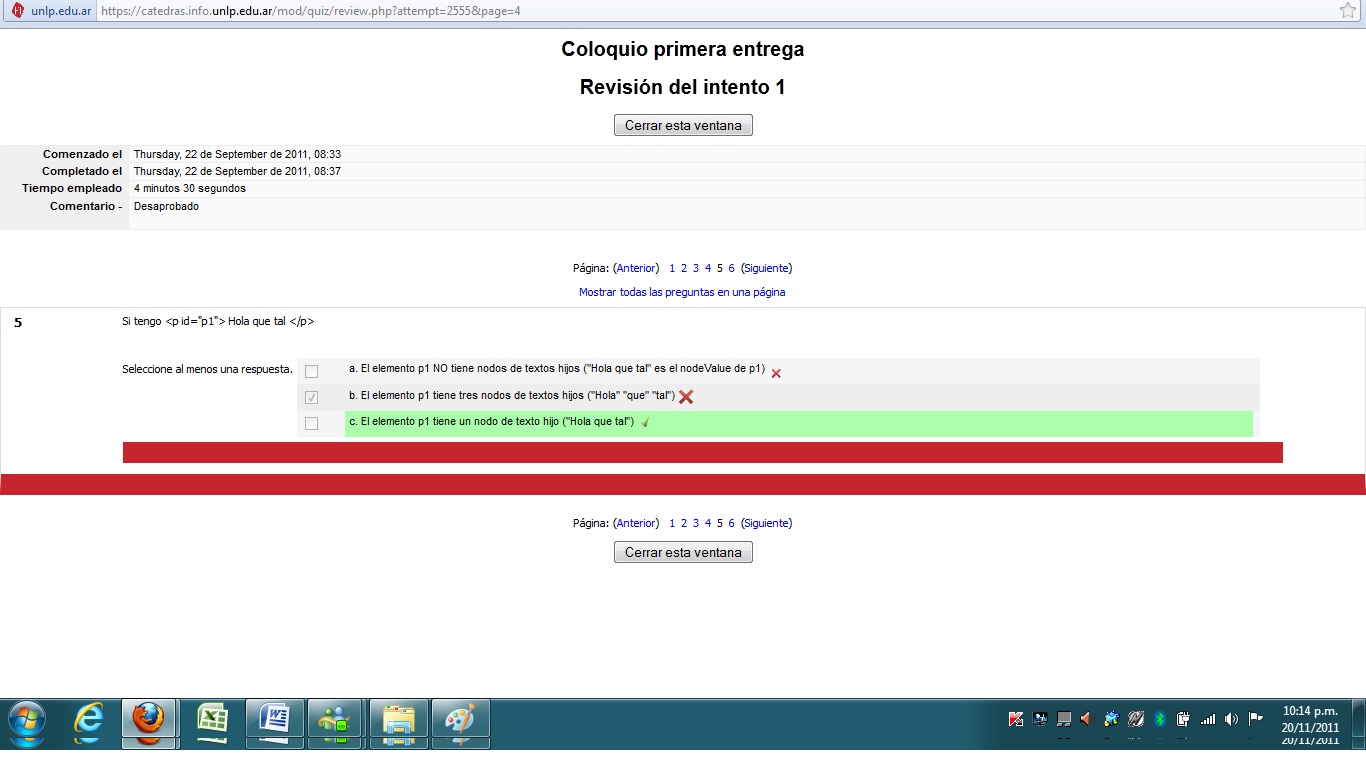 unlp.edu.ar https://catedras.info.unlp.edu.ar/mod/quiz/review.php?attempt=2555&page=4
Coloquio primera entrega
Revisión del intento 1
Cerrar esta ventana
Comenzado el Thursday, 22 de September de 2011, 08:33
Completado el Thursday, 22 de September de 2011, 08:37
Tiempo empleado 4 minutos 30 segundos
Comentario - Desaprobado
Página: (Anterior) 1 2 3 4 5 6 (Siguiente)
Mostrar todas las preguntas en una página
5 Si tengo <p id="p1"> Hola que tal </p>
Seleccione al menos una respuesta. a. El elemento p1 NO tiene nodos de textos hijos ("Hola que tal" es el nodeValue de p1)
b. El elemento p1 tiene tres nodos de textos hijos ("Hola" "que" "tal")
c. El elemento p1 tiene un nodo de texto hijo ("Hola que tal")
Página: (Anterior) 1 2 3 4 5 6 (Siguiente)
Cerrar esta ventana
10:14 p.m.
20/11/2011
20/11/2011